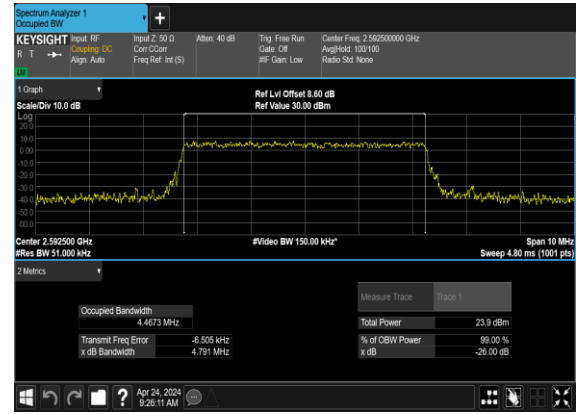 Spectrum Analyzer 1
Occupied BW
+
KEYSIGHT Input: RF Input Z: 50 Ω Atten: 40 dB Trig: Free Run Center Freq: 2.592500000 GHz
R T Coupling: DC Corr CCorr Gate: Off Avg|Hold: 100/100
Align: Auto Freq Ref: Int (S) #IF Gain: Low Radio Std: None
LV
1 Graph
Ref Lvl Offset 8.60 dB
Scale/Div 10.0 dB Ref Value 30.00 dBm
Log
20.0
10.0
0.00
-10.0
-20.0
-30.0
-40.0
-50.0
-60.0
Center 2.592500 GHz #Video BW 150.00 kHz* Span 10 MHz
#Res BW 51.000 kHz Sweep 4.80 ms (1001 pts)
2 Metrics
Measure Trace Trace 1
Occupied Bandwidth
4.4673 MHz Total Power 23.9 dBm
Transmit Freq Error -6.505 kHz % of OBW Power 99.00 %
x dB Bandwidth 4.791 MHz x dB -26.00 dB
? Apr 24, 2024
9:26:11 AM